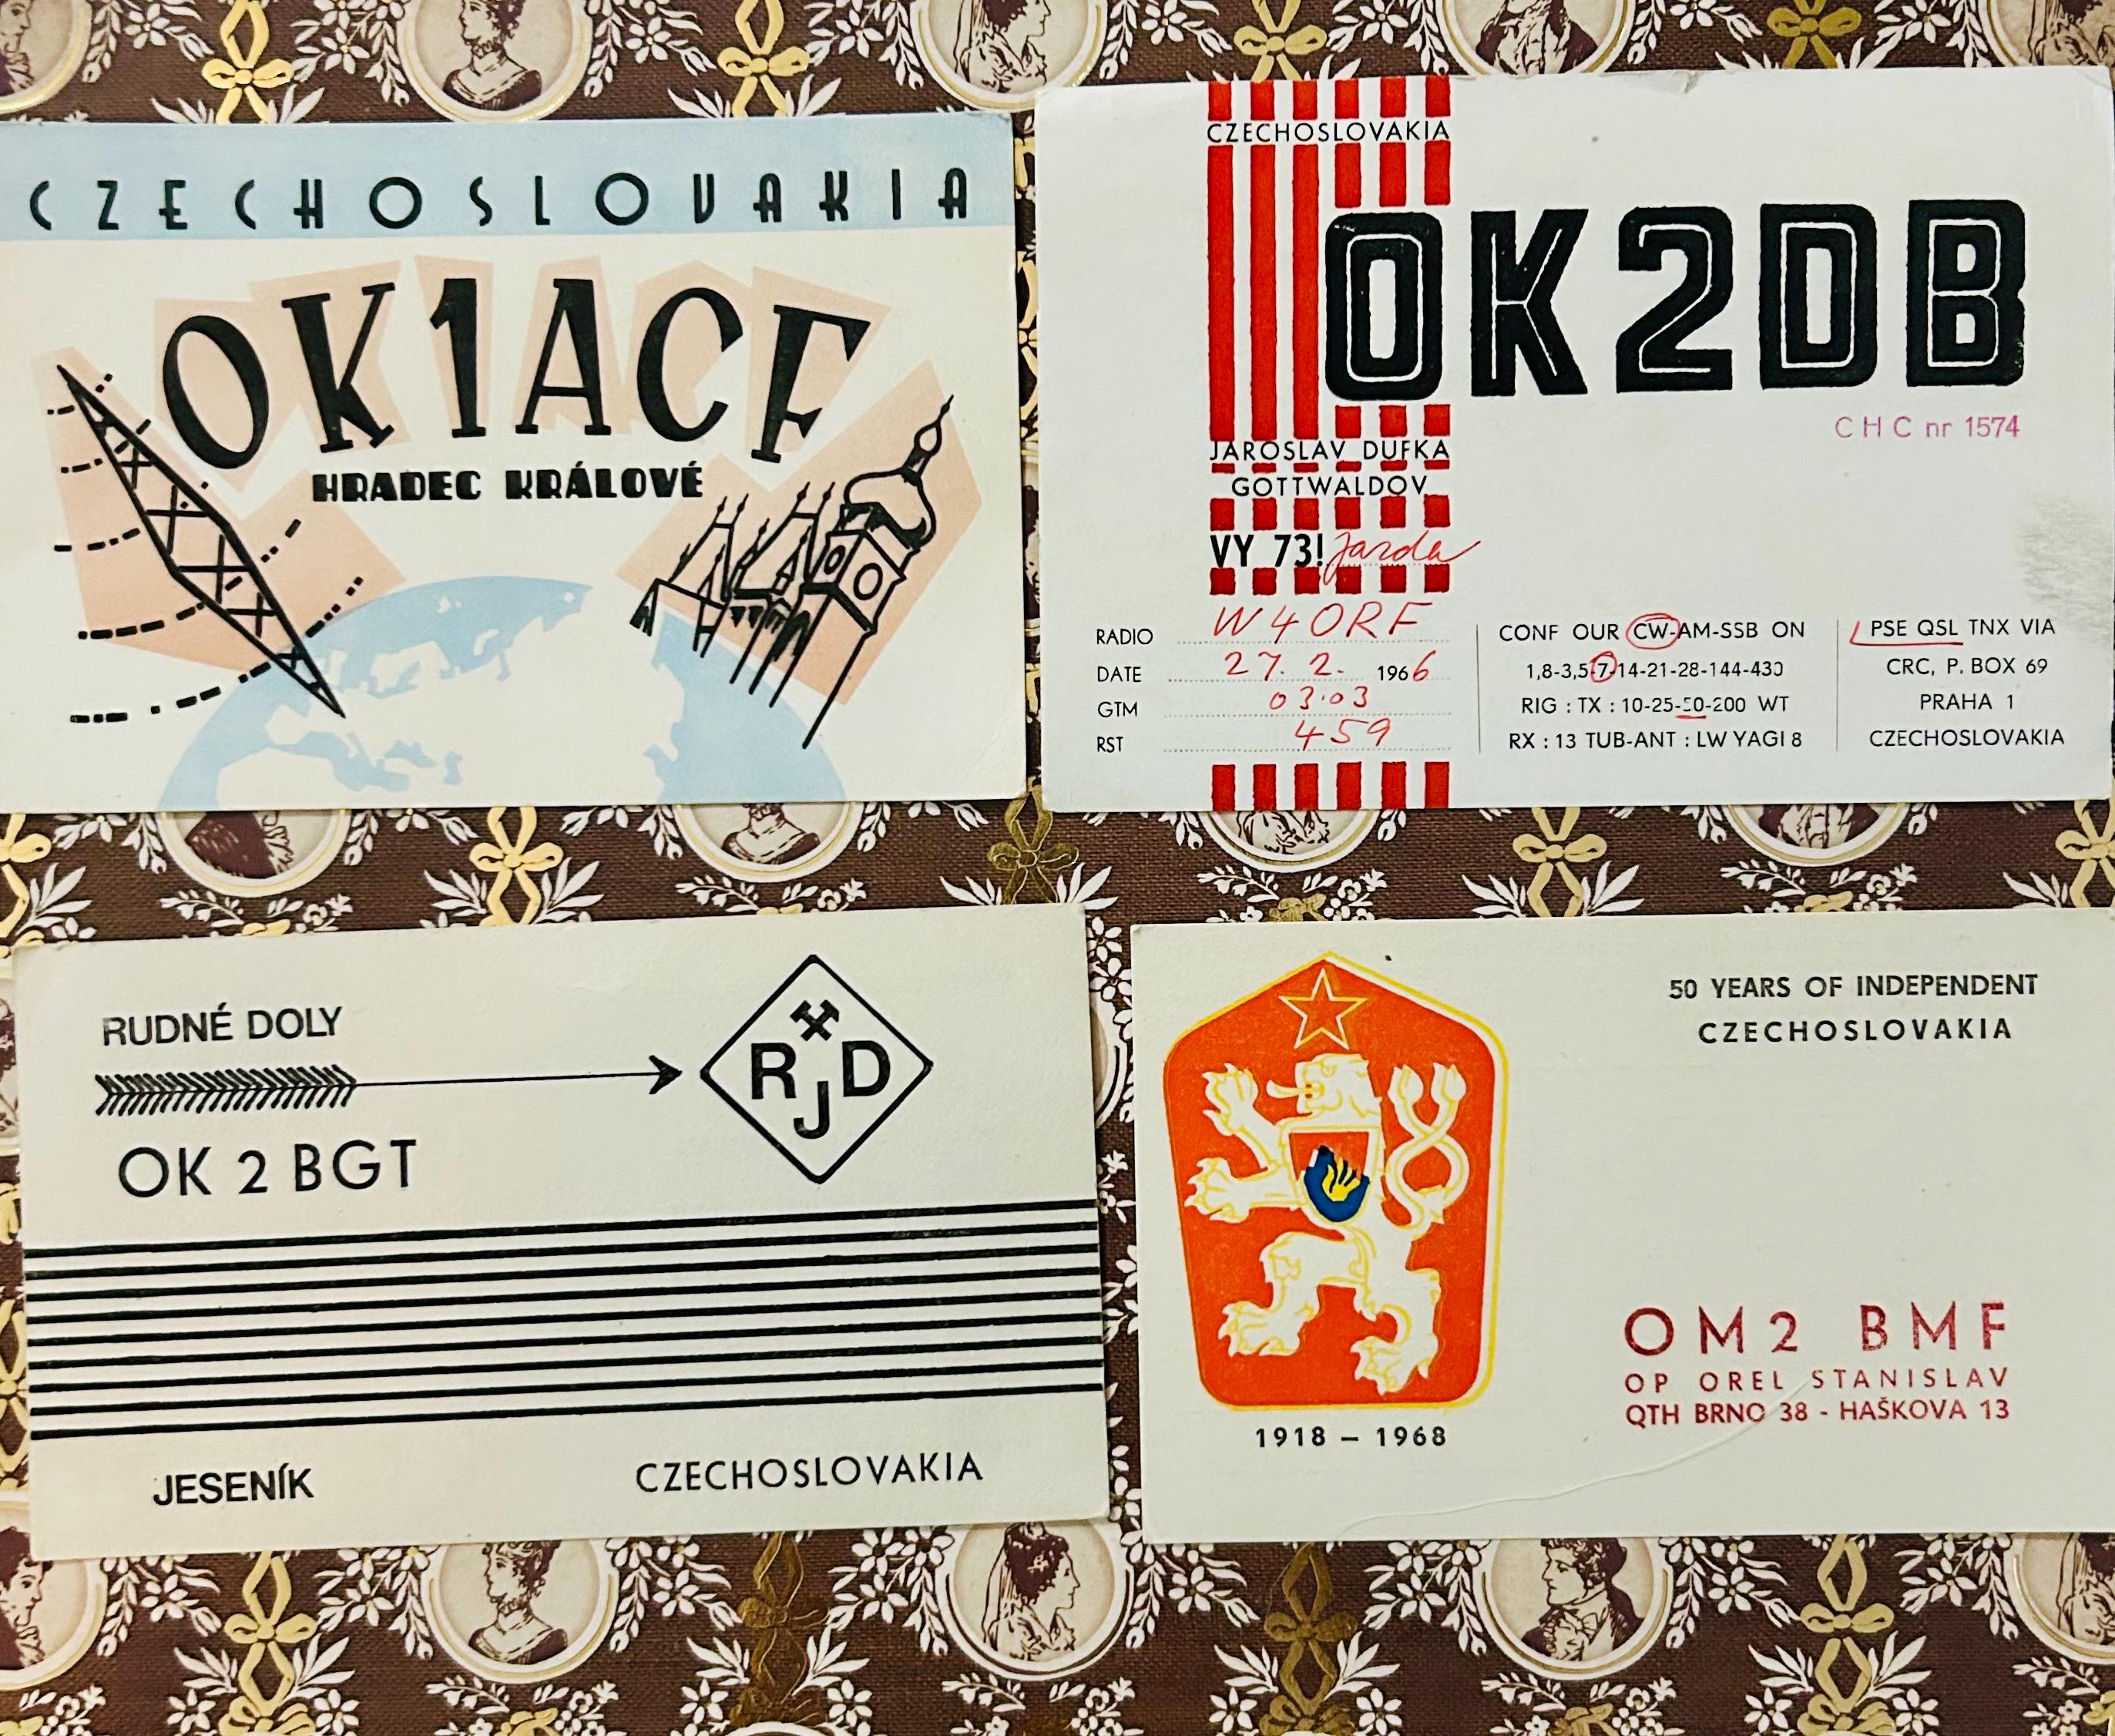 CZECHOSLOVAKIA
OK1ACF
HRADEC KRÁLOVÉ
CZECHOSLOVAKIA
OK2DB
CHC nr 1574
JAROSLAV DUFKA
GOTTWALDOV
VY 73! Jarda
RADIO W4ORF
DATE 27. 2. 1966
GTM 03.03
RST 459
CONF OUR CW-AM-SSB ON
1,8-3,5-7-14-21-28-144-430
RIG : TX : 10-25-50-200 WT
RX : 13 TUB-ANT : LW YAGI 8
PSE QSL TNX VIA
CRC, P. BOX 69
PRAHA 1
CZECHOSLOVAKIA
RUDNÉ DOLY
RJD
OK 2 BGT
JESENÍK
CZECHOSLOVAKIA
50 YEARS OF INDEPENDENT
CZECHOSLOVAKIA
1918 – 1968
OM2 BMF
OP OREL STANISLAV
QTH BRNO 38 - HAŠKOVA 13